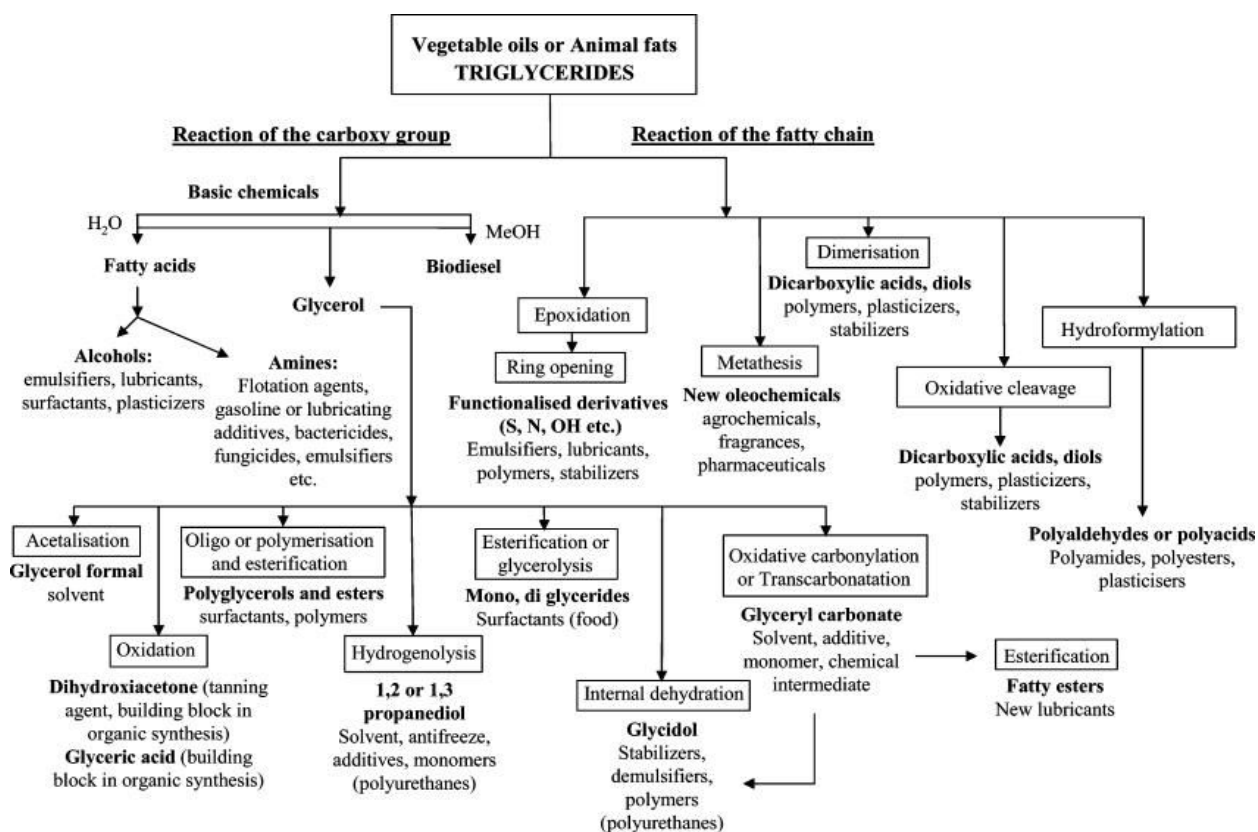 Vegetable oils or Animal fats
TRIGLYCERIDES
Reaction of the carboxy group
Reaction of the fatty chain
Basic chemicals
H₂O
MeOH
Fatty acids
Biodiesel
Glycerol
Alcohols:
emulsifiers, lubricants,
surfactants, plasticizers
Amines:
Flotation agents,
gasoline or lubricating
additives, bactericides,
fungicides, emulsifiers
etc.
Epoxidation
Ring opening
Functionalised derivatives
(S, N, OH etc.)
Emulsifiers, lubricants,
polymers, stabilizers
Metathesis
New oleochemicals
agrochemicals,
fragrances,
pharmaceuticals
Dimerisation
Dicarboxylic acids, diols
polymers, plasticizers,
stabilizers
Oxidative cleavage
Dicarboxylic acids, diols
polymers, plasticizers,
stabilizers
Hydroformylation
Polyaldehydes or polyacids
Polyamides, polyesters,
plasticisers
Acetalisation
Glycerol formal
solvent
Oxidation
Dihydroxiacetone (tanning
agent, building block in
organic synthesis)
Glyceric acid (building
block in organic synthesis)
Oligo or polymerisation
and esterification
Polyglycerols and esters
surfactants, polymers
Hydrogenolysis
1,2 or 1,3
propanediol
Solvent, antifreeze,
additives, monomers
(polyurethanes)
Esterification or
glycerolysis
Mono, di glycerides
Surfactants (food)
Internal dehydration
Glycidol
Stabilizers,
demulsifiers,
polymers
(polyurethanes)
Oxidative carbonylation
or Transcarbonatation
Glyceryl carbonate
Solvent, additive,
monomer, chemical
intermediate
Esterification
Fatty esters
New lubricants